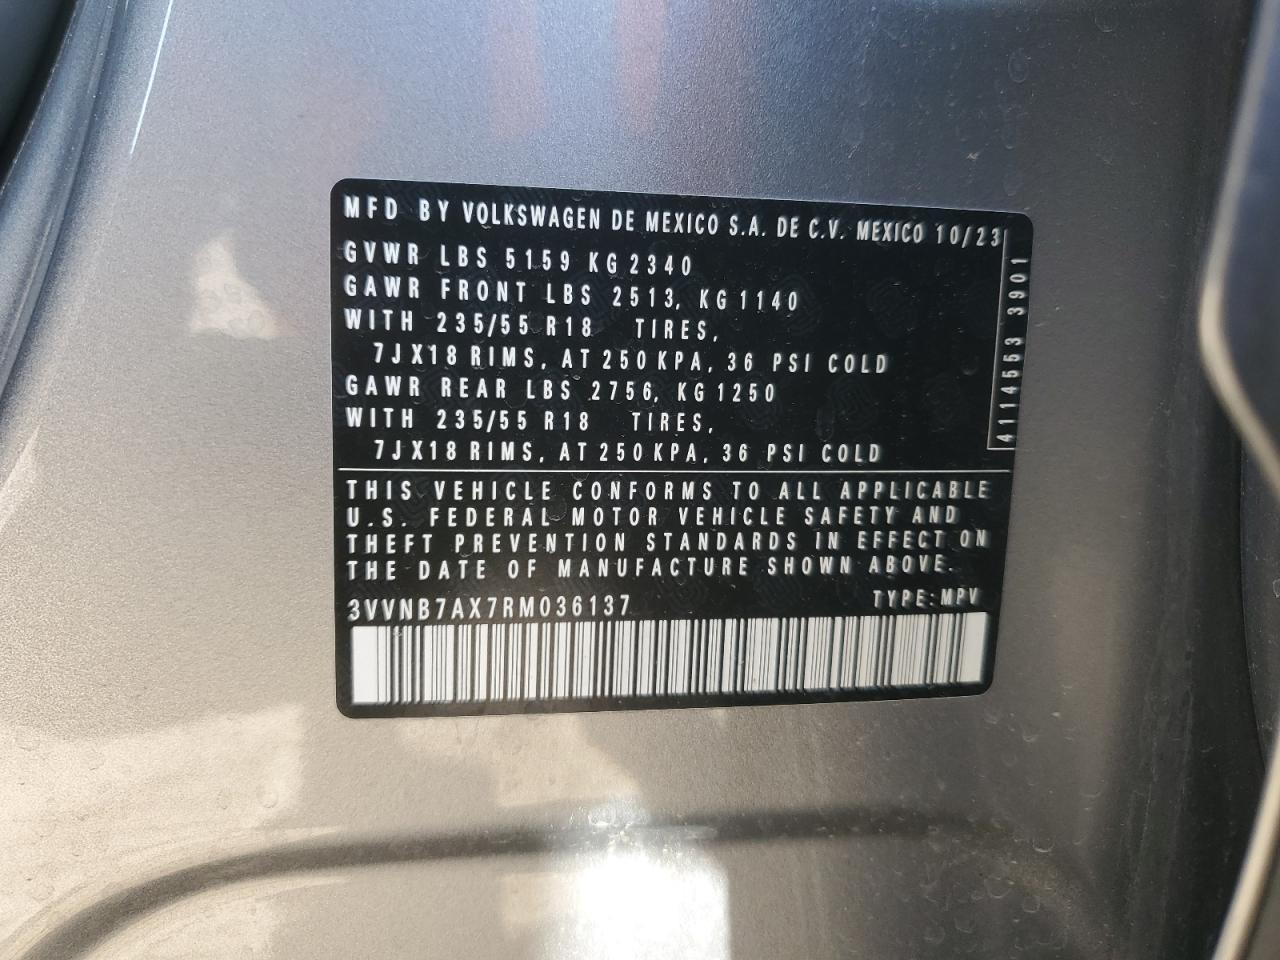 MFD BY VOLKSWAGEN DE MEXICO S.A. DE C.V. MEXICO 10/23
GVWR LBS 5159 KG 2340
GAWR FRONT LBS 2513, KG 1140
WITH 235/55 R18 TIRES,
7JX18 RIMS, AT 250 KPA, 36 PSI COLD
GAWR REAR LBS 2756, KG 1250
WITH 235/55 R18 TIRES,
7JX18 RIMS, AT 250 KPA, 36 PSI COLD
4114553 3901
THIS VEHICLE CONFORMS TO ALL APPLICABLE
U.S. FEDERAL MOTOR VEHICLE SAFETY AND
THEFT PREVENTION STANDARDS IN EFFECT ON
THE DATE OF MANUFACTURE SHOWN ABOVE.
3VVNB7AX7RM036137 TYPE: MPV